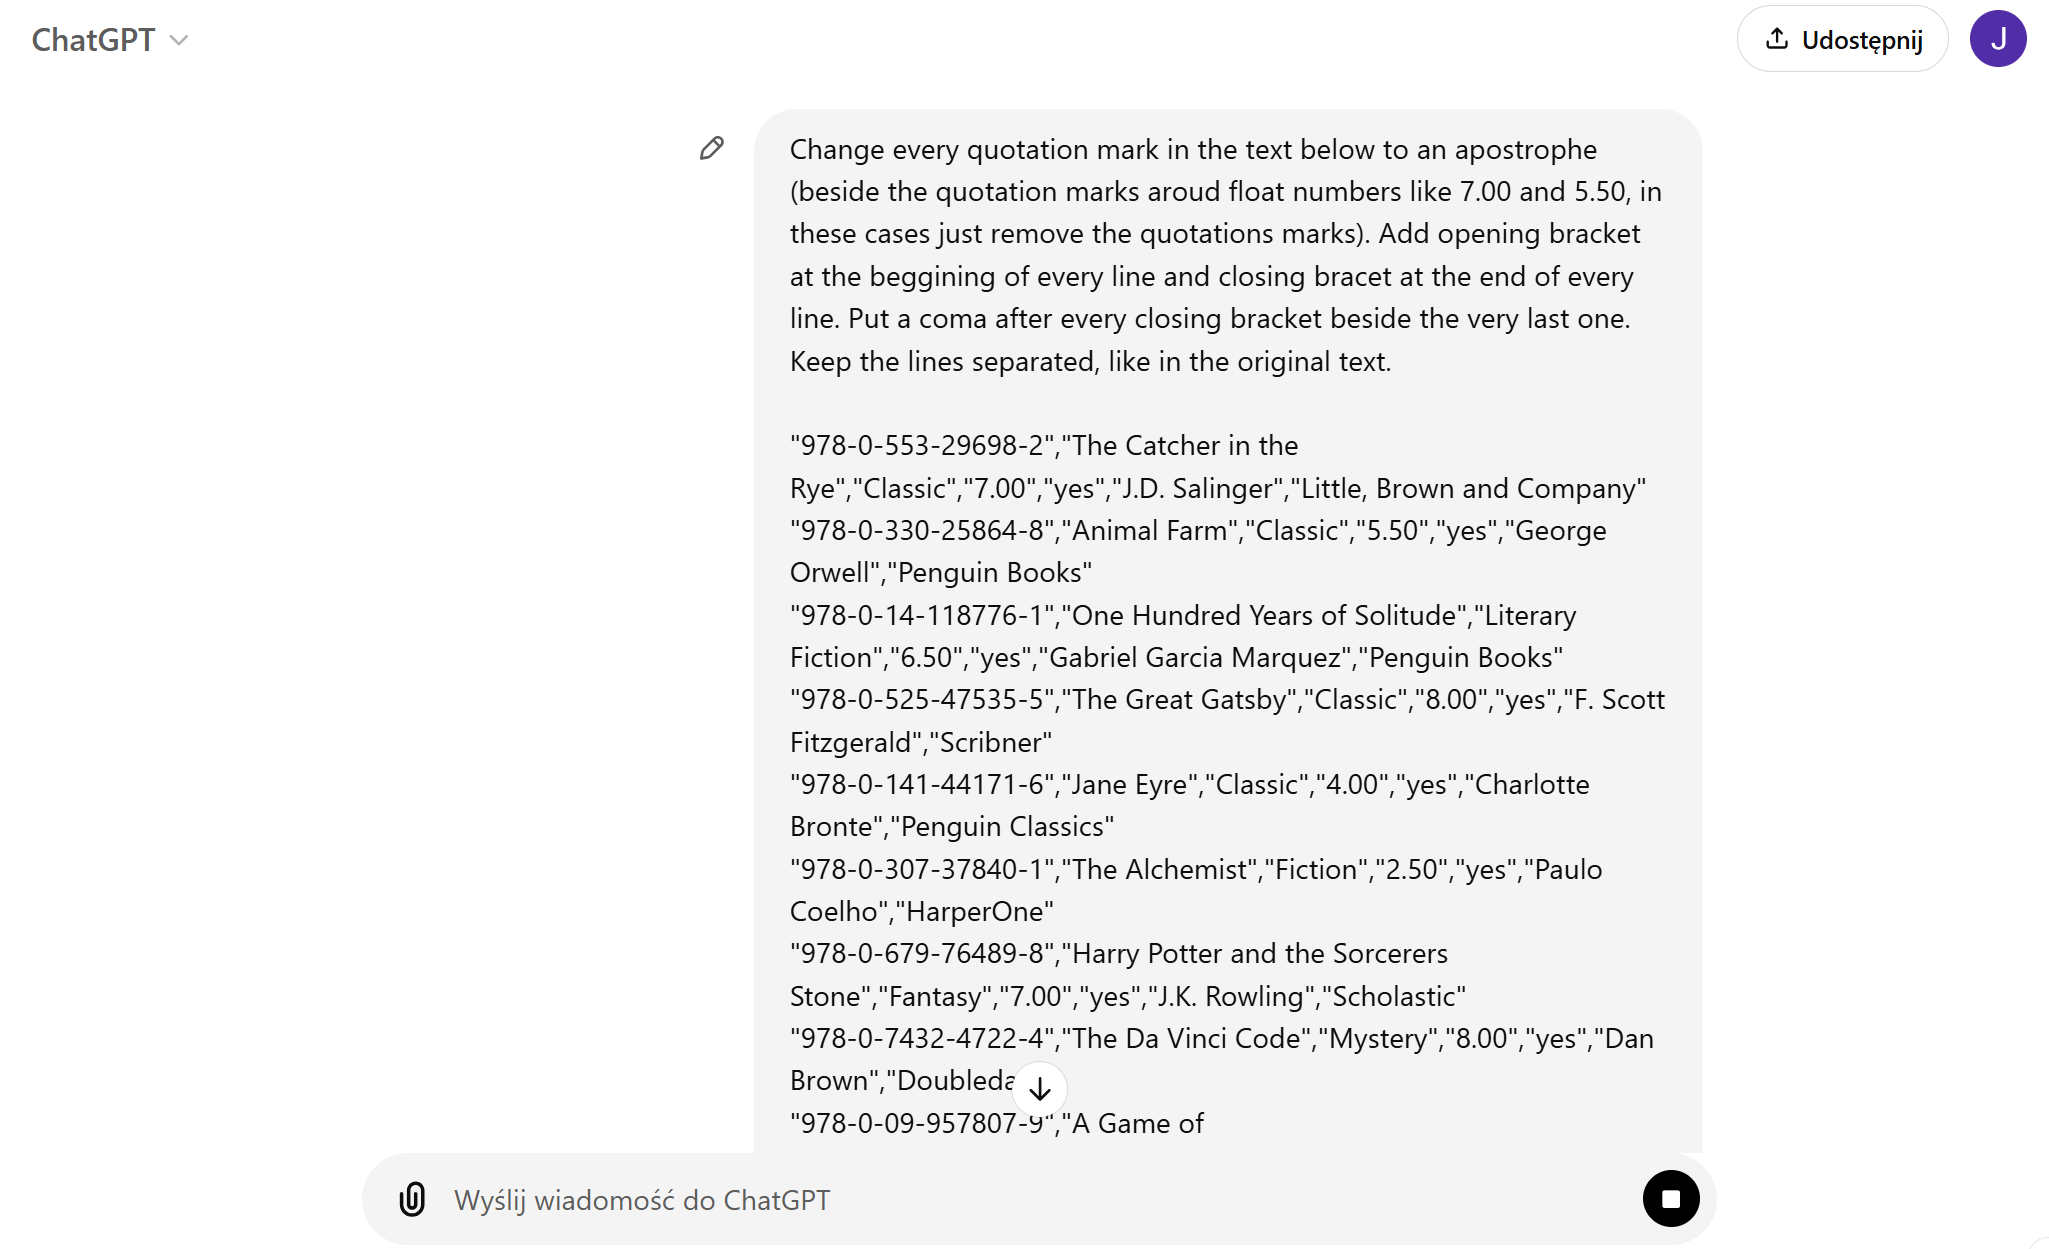 ChatGPT
Udostępnij
J
Change every quotation mark in the text below to an apostrophe
(beside the quotation marks aroud float numbers like 7.00 and 5.50, in
these cases just remove the quotations marks). Add opening bracket
at the beggining of every line and closing bracet at the end of every
line. Put a coma after every closing bracket beside the very last one.
Keep the lines separated, like in the original text.
"978-0-553-29698-2","The Catcher in the
Rye","Classic","7.00","yes","J.D. Salinger","Little, Brown and Company"
"978-0-330-25864-8","Animal Farm","Classic","5.50","yes","George
Orwell","Penguin Books"
"978-0-14-118776-1","One Hundred Years of Solitude","Literary
Fiction","6.50","yes","Gabriel Garcia Marquez","Penguin Books"
"978-0-525-47535-5","The Great Gatsby","Classic","8.00","yes","F. Scott
Fitzgerald","Scribner"
"978-0-141-44171-6","Jane Eyre","Classic","4.00","yes","Charlotte
Bronte","Penguin Classics"
"978-0-307-37840-1","The Alchemist","Fiction","2.50","yes","Paulo
Coelho","HarperOne"
"978-0-679-76489-8","Harry Potter and the Sorcerers
Stone","Fantasy","7.00","yes","J.K. Rowling","Scholastic"
"978-0-7432-4722-4","The Da Vinci Code","Mystery","8.00","yes","Dan
Brown","Doubleda
"978-0-09-957807-9","A Game of
Wyślij wiadomość do ChatGPT